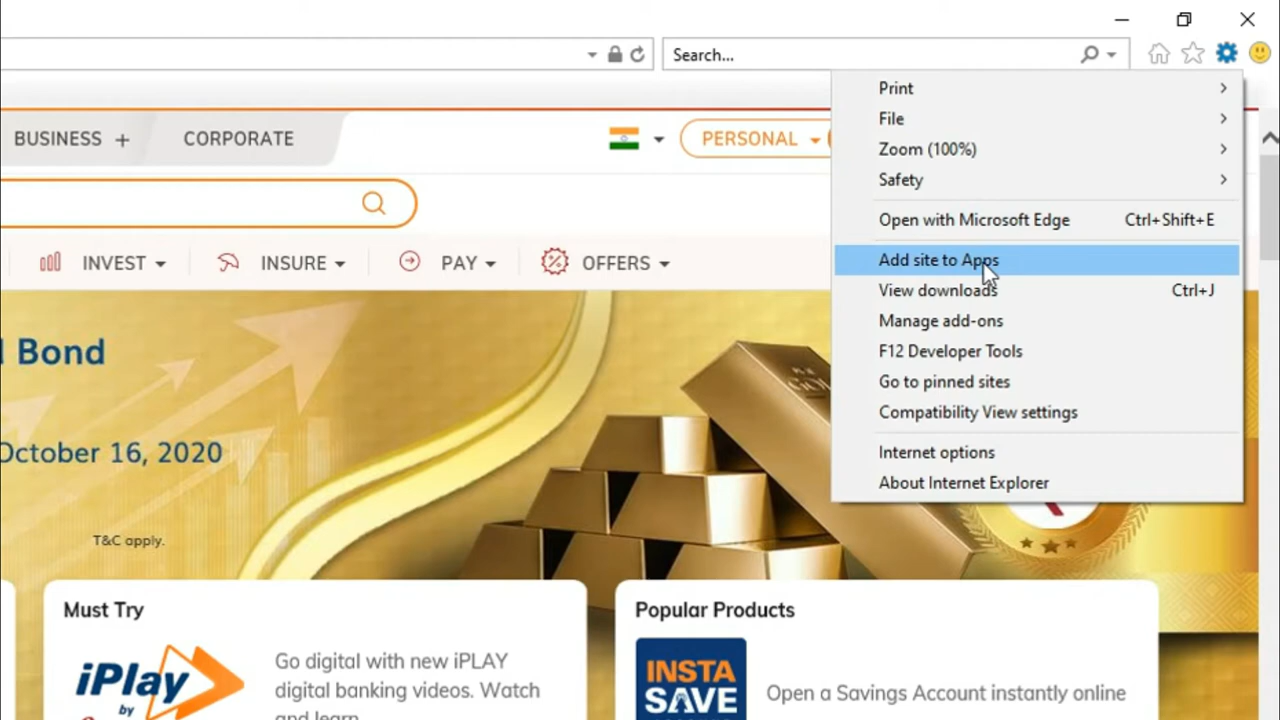 Search...
BUSINESS +
CORPORATE
PERSONAL
Print
File
Zoom (100%)
Safety
Open with Microsoft Edge Ctrl+Shift+E
Add site to Apps
View downloads Ctrl+J
Manage add-ons
F12 Developer Tools
Go to pinned sites
Compatibility View settings
Internet options
About Internet Explorer
INVEST
INSURE
PAY
OFFERS
Bond
October 16, 2020
T&C apply.
Must Try
iPlay
by
Go digital with new iPLAY
digital banking videos. Watch
and learn
Popular Products
INSTA
SAVE
Open a Savings Account instantly online